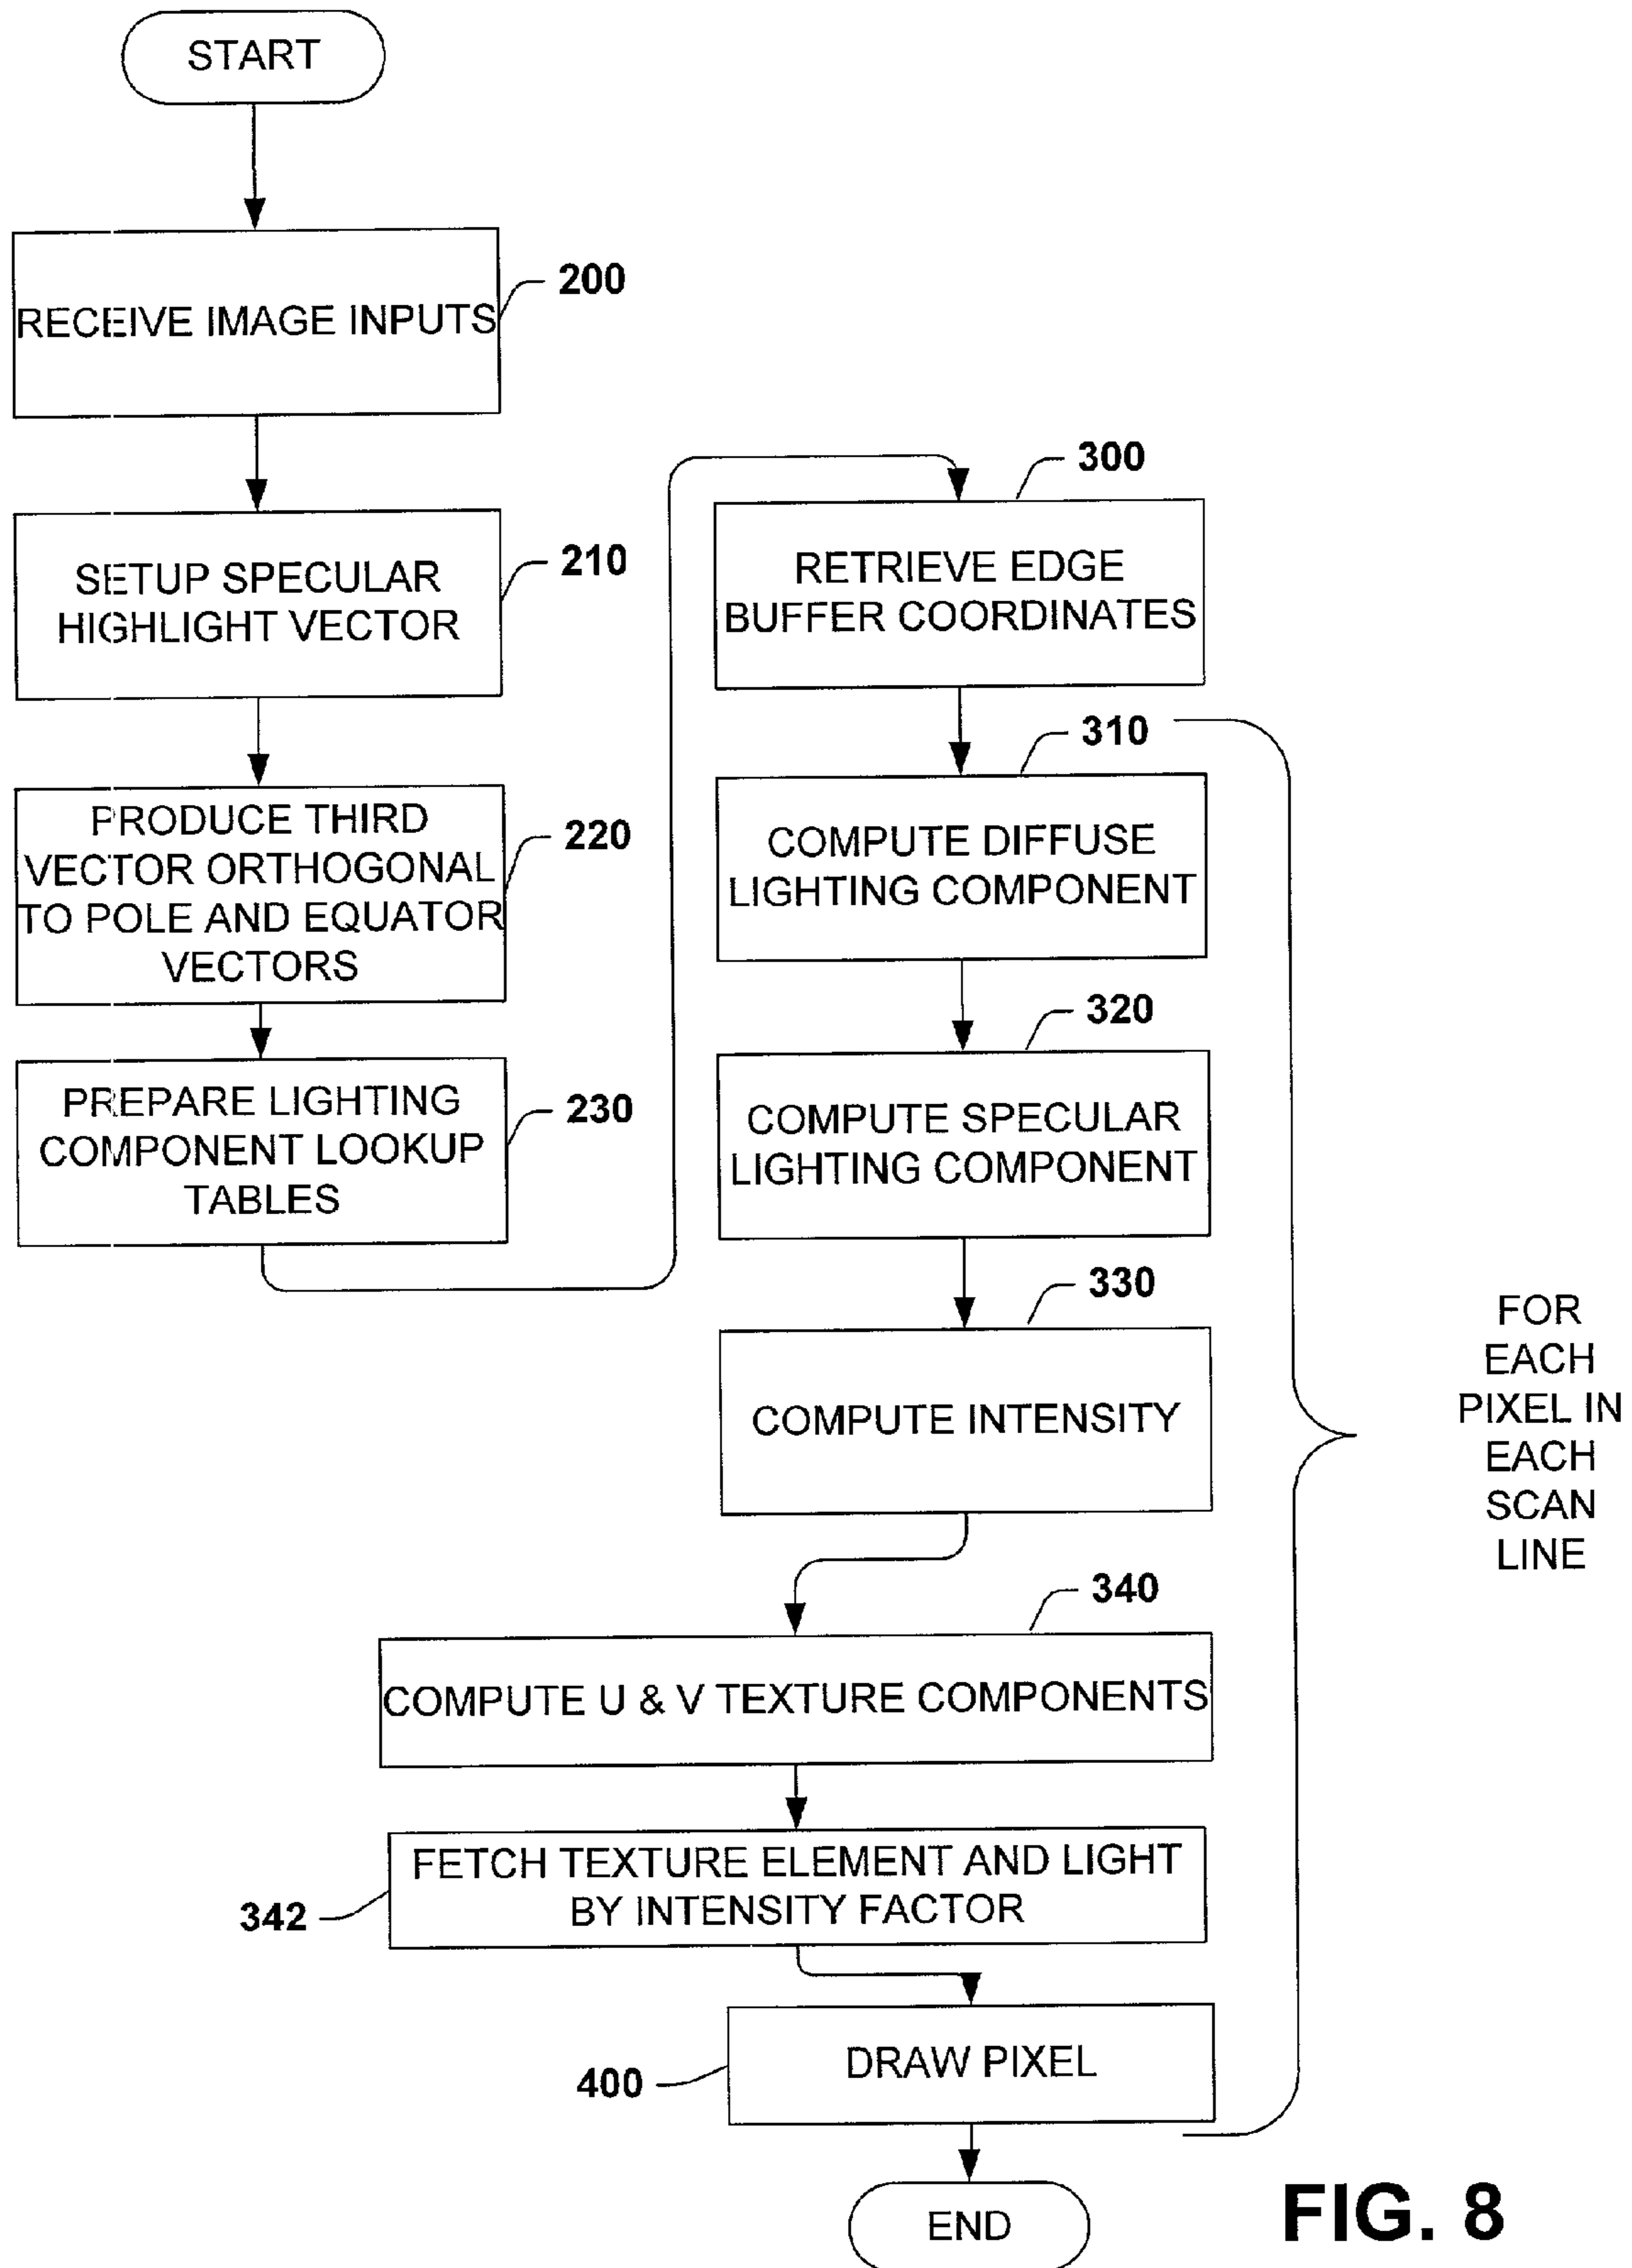 START
RECEIVE IMAGE INPUTS
200
SETUP SPECULAR
HIGHLIGHT VECTOR
210
PRODUCE THIRD
VECTOR ORTHOGONAL
TO POLE AND EQUATOR
VECTORS
220
PREPARE LIGHTING
COMPONENT LOOKUP
TABLES
230
300
RETRIEVE EDGE
BUFFER COORDINATES
310
COMPUTE DIFFUSE
LIGHTING COMPONENT
320
COMPUTE SPECULAR
LIGHTING COMPONENT
330
COMPUTE INTENSITY
340
COMPUTE U & V TEXTURE COMPONENTS
FETCH TEXTURE ELEMENT AND LIGHT
BY INTENSITY FACTOR
342
DRAW PIXEL
400
END
FOR
EACH
PIXEL IN
EACH
SCAN
LINE
FIG. 8